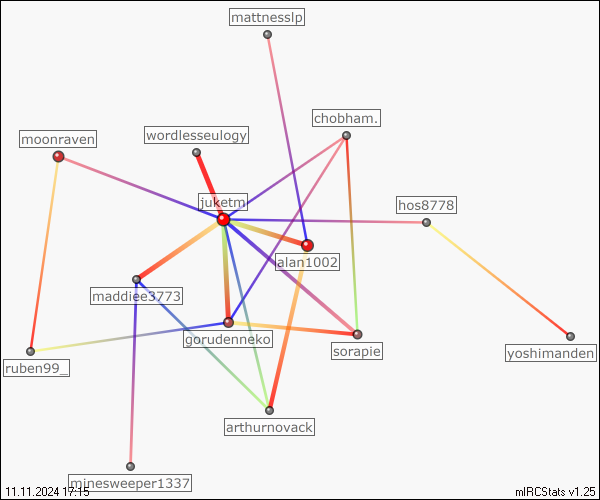 mattnesslp
chobham.
wordlesseulogy
moonraven
juketm
hos8778
alan1002
maddiee3773
gorudenneko
sorapie
yoshimanden
ruben99_
arthurnovack
minesweeper1337
11.11.2024 17:15
mIRCStats v1.25